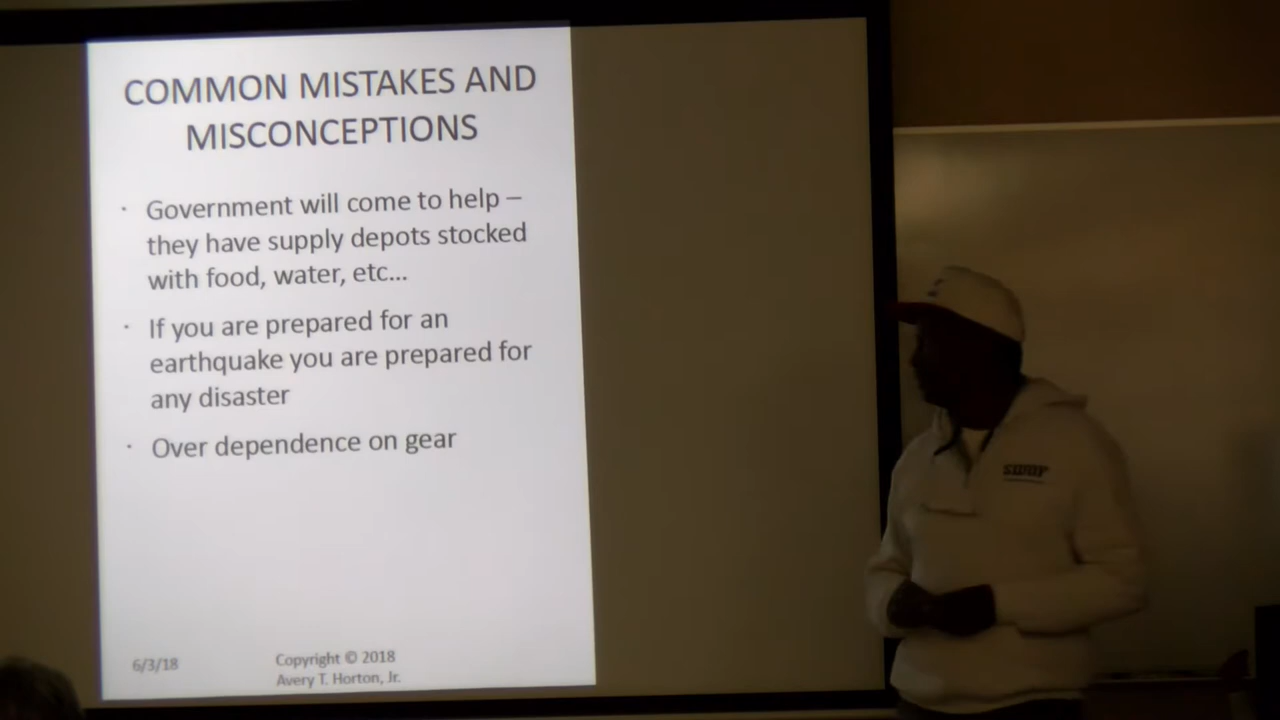 COMMON MISTAKES AND
MISCONCEPTIONS
· Government will come to help –
they have supply depots stocked
with food, water, etc...
· If you are prepared for an
earthquake you are prepared for
any disaster
· Over dependence on gear
6/3/18
Copyright © 2018
Avery T. Horton, Jr.